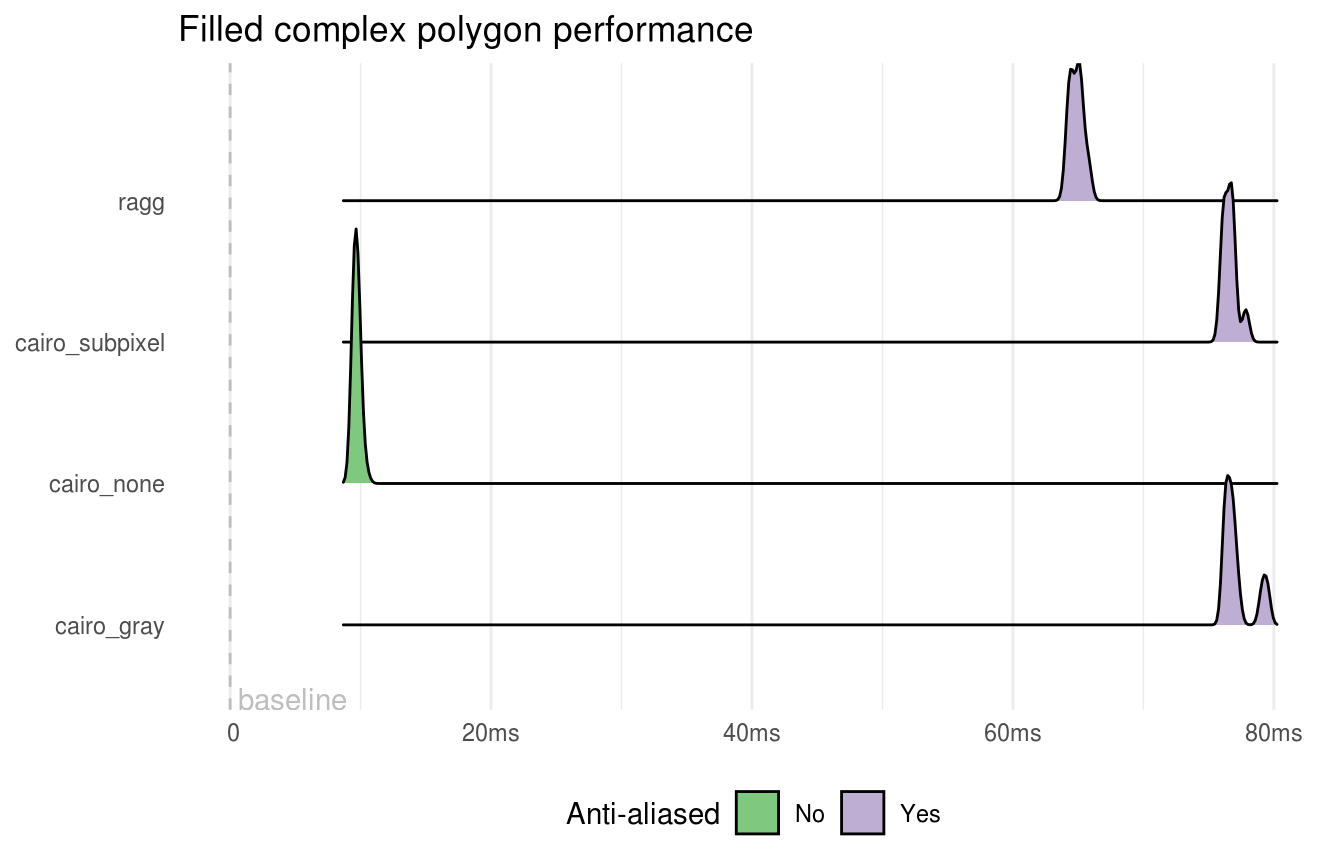 Filled complex polygon performance
ragg
cairo_subpixel
cairo_none
cairo_gray
baseline
0 20ms 40ms 60ms 80ms
Anti-aliased No Yes